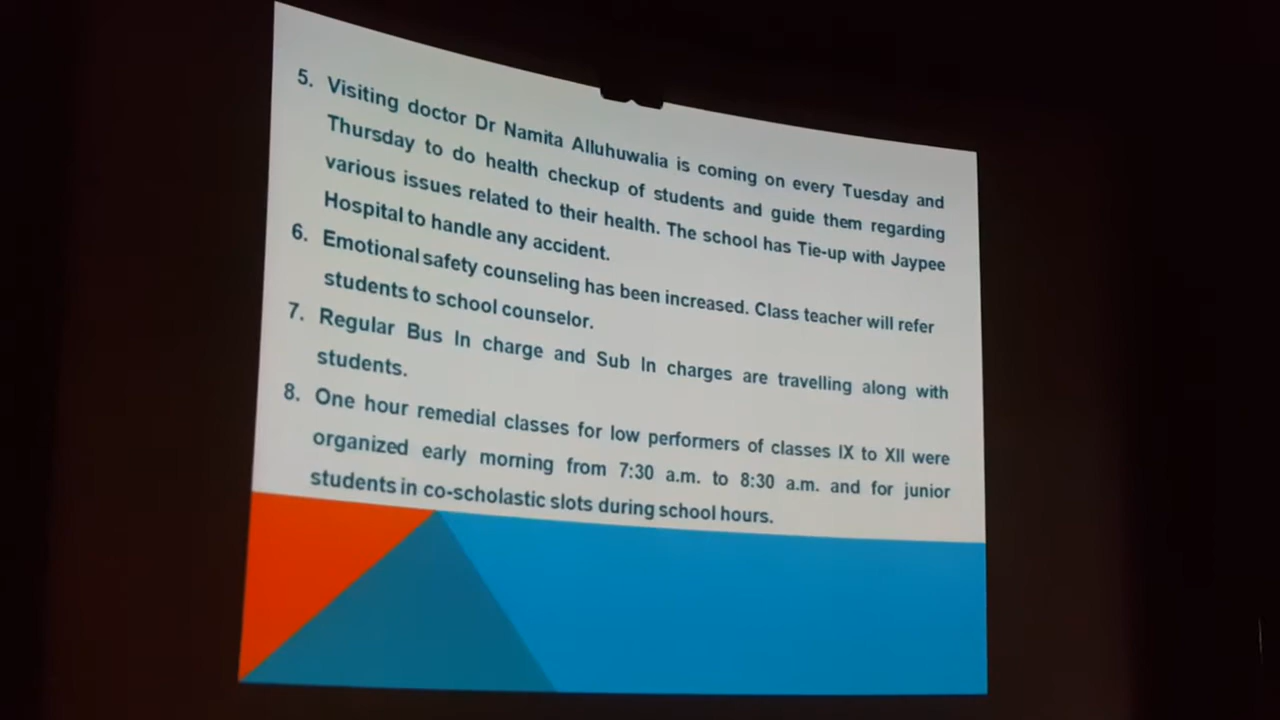 5. Visiting doctor Dr Namita Alluhuwalia is coming on every Tuesday and
Thursday to do health checkup of students and guide them regarding
various issues related to their health. The school has Tie-up with Jaypee
Hospital to handle any accident.
6. Emotional safety counseling has been increased. Class teacher will refer
students to school counselor.
7. Regular Bus In charge and Sub In charges are travelling along with
students.
8. One hour remedial classes for low performers of classes IX to XII were
organized early morning from 7:30 a.m. to 8:30 a.m. and for junior
students in co-scholastic slots during school hours.